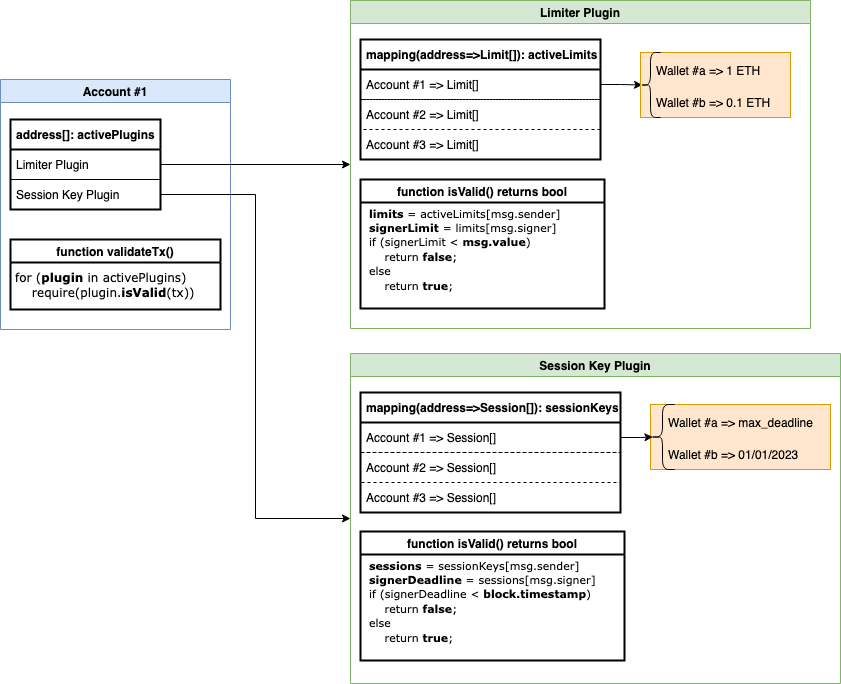 Account #1
address[]: activePlugins
Limiter Plugin
Session Key Plugin
function validateTx()
for (plugin in activePlugins)
require(plugin.isValid(tx))
Limiter Plugin
mapping(address=>Limit[]): activeLimits
Account #1 => Limit[]
Account #2 => Limit[]
Account #3 => Limit[]
Wallet #a => 1 ETH
Wallet #b => 0.1 ETH
function isValid() returns bool
limits = activeLimits[msg.sender]
signerLimit = limits[msg.signer]
if (signerLimit < msg.value)
return false;
else
return true;
Session Key Plugin
mapping(address=>Session[]): sessionKeys
Account #1 => Session[]
Account #2 => Session[]
Account #3 => Session[]
Wallet #a => max_deadline
Wallet #b => 01/01/2023
function isValid() returns bool
sessions = sessionKeys[msg.sender]
signerDeadline = sessions[msg.signer]
if (signerDeadline < block.timestamp)
return false;
else
return true;